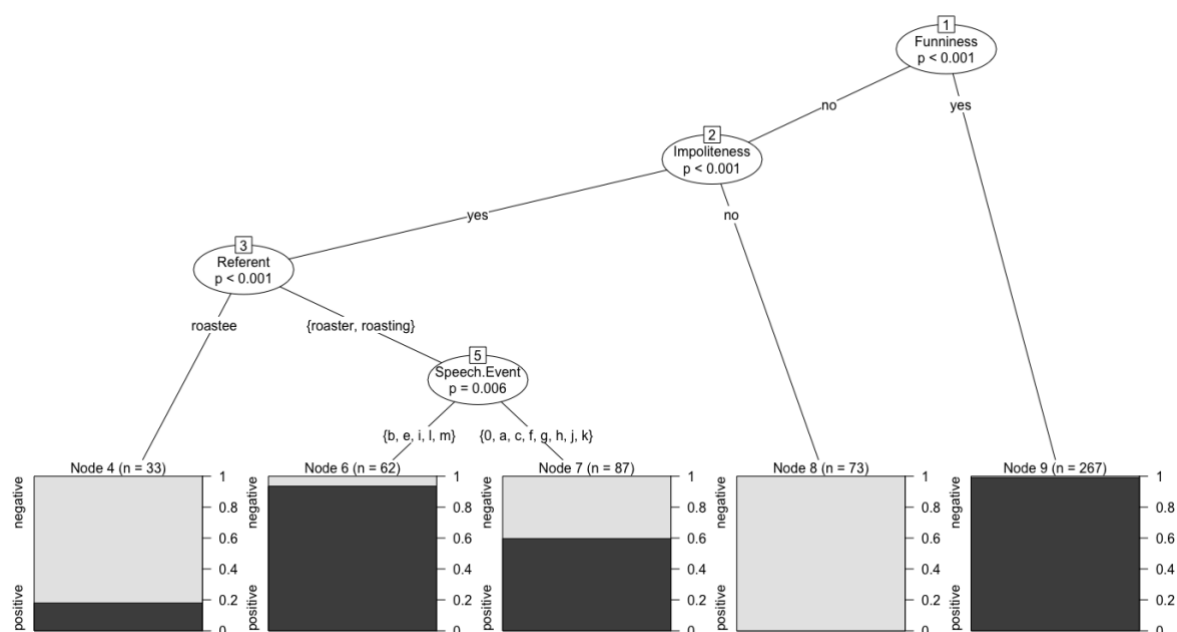 1
Funniness
p < 0.001
no
yes
2
Impoliteness
p < 0.001
yes
no
3
Referent
p < 0.001
roastee
{roaster, roasting}
5
Speech.Event
p = 0.006
{b, e, i, l, m}
{0, a, c, f, g, h, j, k}
Node 4 (n = 33)
negative
positive
1
0.8
0.6
0.4
0.2
0
Node 6 (n = 62)
negative
positive
1
0.8
0.6
0.4
0.2
0
Node 7 (n = 87)
negative
positive
1
0.8
0.6
0.4
0.2
0
Node 8 (n = 73)
negative
positive
1
0.8
0.6
0.4
0.2
0
Node 9 (n = 267)
negative
positive
1
0.8
0.6
0.4
0.2
0